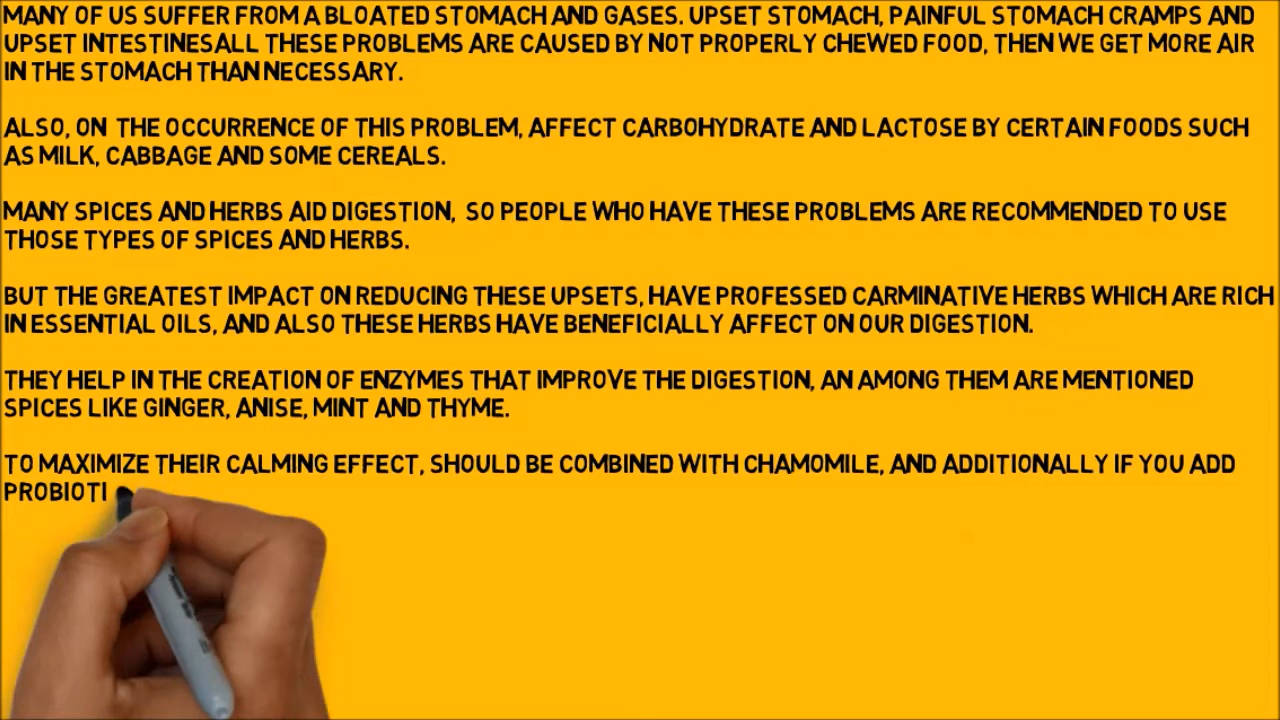 MANY OF US SUFFER FROM A BLOATED STOMACH AND GASES. UPSET STOMACH, PAINFUL STOMACH CRAMPS AND
UPSET INTESTINESALL THESE PROBLEMS ARE CAUSED BY NOT PROPERLY CHEWED FOOD, THEN WE GET MORE AIR
IN THE STOMACH THAN NECESSARY.
ALSO, ON THE OCCURRENCE OF THIS PROBLEM, AFFECT CARBOHYDRATE AND LACTOSE BY CERTAIN FOODS SUCH
AS MILK, CABBAGE AND SOME CEREALS.
MANY SPICES AND HERBS AID DIGESTION, SO PEOPLE WHO HAVE THESE PROBLEMS ARE RECOMMENDED TO USE
THOSE TYPES OF SPICES AND HERBS.
BUT THE GREATEST IMPACT ON REDUCING THESE UPSETS, HAVE PROFESSED CARMINATIVE HERBS WHICH ARE RICH
IN ESSENTIAL OILS, AND ALSO THESE HERBS HAVE BENEFICIALLY AFFECT ON OUR DIGESTION.
THEY HELP IN THE CREATION OF ENZYMES THAT IMPROVE THE DIGESTION, AN AMONG THEM ARE MENTIONED
SPICES LIKE GINGER, ANISE, MINT AND THYME.
TO MAXIMIZE THEIR CALMING EFFECT, SHOULD BE COMBINED WITH CHAMOMILE, AND ADDITIONALLY IF YOU ADD
PROBIOTI